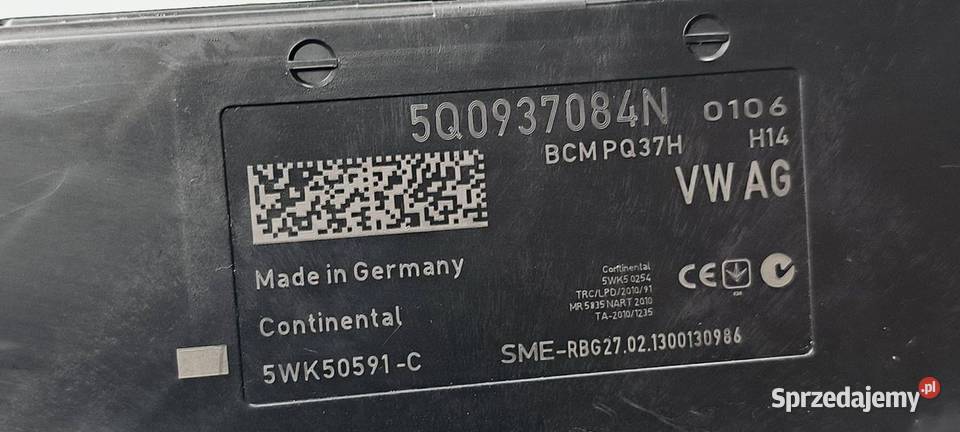 5Q0937084N 0106
BCM PQ37H H14
VW AG
Made in Germany
Continental
5WK50591-C
Continental
5WK5 0254
TRC/LPD/2010/91
MR 5835 NART 2010
TA-2010/1235
CE
SME-RBG27.02.1300130986
Sprzedajemy.pl